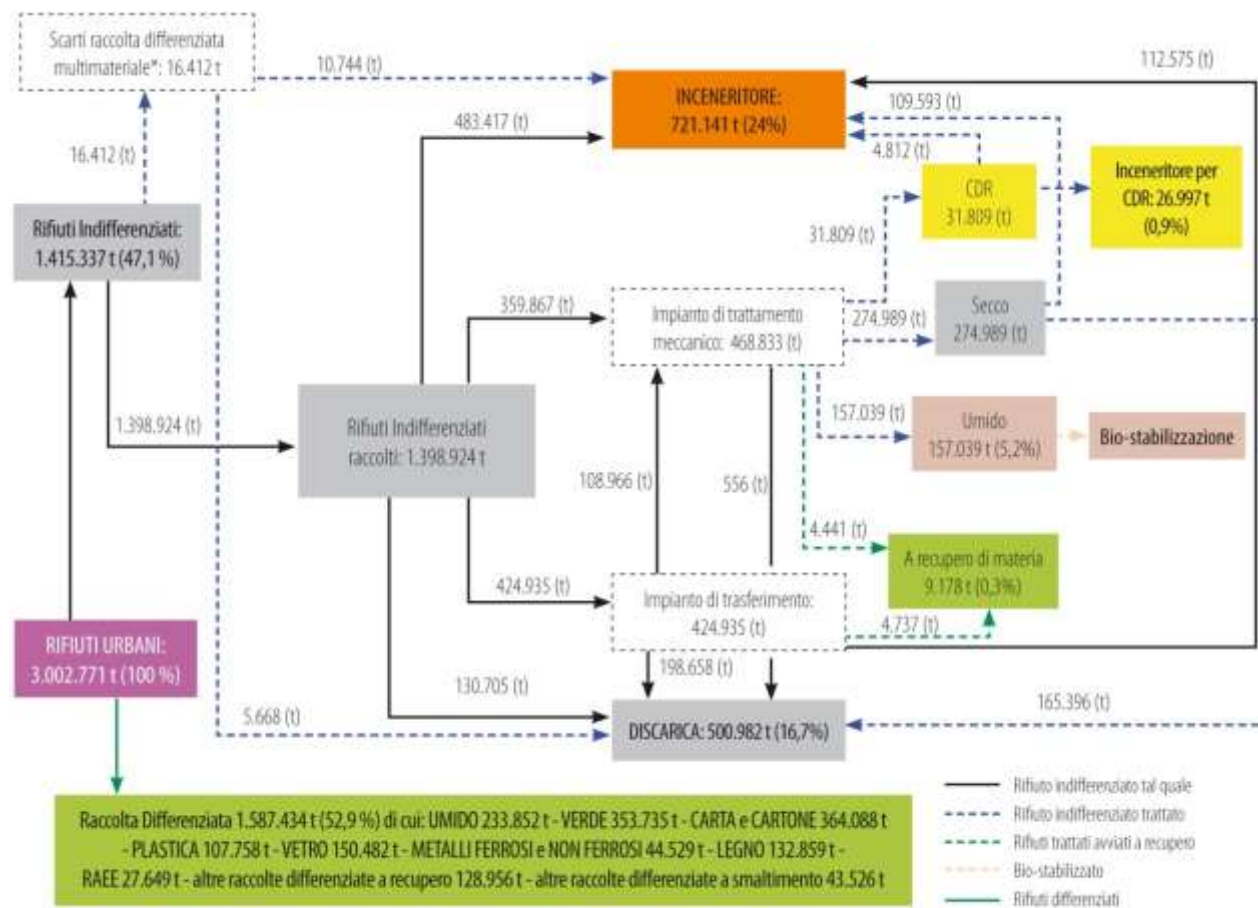 Scarti raccolta differenziata
multimateriale*: 16.412 t
10.744 (t)
112.575 (t)
INCENERITORE:
721.141 t (24%)
109.593 (t)
483.417 (t)
4.812 (t)
16.412 (t)
CDR
31.809 (t)
Inceneritore per
CDR: 26.997 t
(0,9%)
Rifiuti Indifferenziati:
1.415.337 t (47,1 %)
31.809 (t)
359.867 (t)
Impianto di trattamento
meccanico: 468.833 (t)
274.989 (t)
Secco
274.989 (t)
1.398.924 (t)
Rifiuti Indifferenziati
raccolti: 1.398.924 t
157.039 (t)
Umido
157.039 t (5,2%)
Bio-stabilizzazione
108.966 (t)
556 (t)
4.441 (t)
A recupero di materia
9.178 t (0,3%)
424.935 (t)
Impianto di trasferimento:
424.935 (t)
4.737 (t)
RIFIUTI URBANI:
3.002.771 t (100 %)
198.658 (t)
130.705 (t)
5.668 (t)
165.396 (t)
DISCARICA: 500.982 t (16,7%)
Raccolta Differenziata 1.587.434 t (52,9 %) di cui: UMIDO 233.852 t - VERDE 353.735 t - CARTA e CARTONE 364.088 t
- PLASTICA 107.758 t - VETRO 150.482 t - METALLI FERROSI e NON FERROSI 44.529 t - LEGNO 132.859 t -
RAEE 27.649 t - altre raccolte differenziate a recupero 128.956 t - altre raccolte differenziate a smaltimento 43.526 t
Rifiuto indifferenziato tal quale
Rifiuto indifferenziato trattato
Rifiuti trattati avviati a recupero
Bio-stabilizzato
Rifiuti differenziati